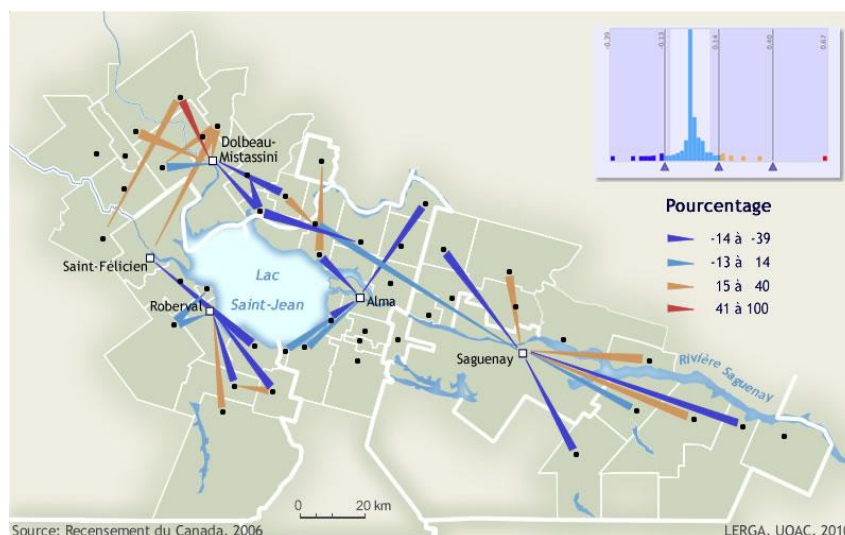 -0.39
-0.13
0.14
0.40
0.67
Dolbeau-
Mistassini
Saint-Félicien
Roberval
Lac
Saint-Jean
Alma
Saguenay
Rivière Saguenay
Pourcentage
-14 à -39
-13 à 14
15 à 40
41 à 100
0 20 km
Source: Recensement du Canada, 2006
LERGA, UQAC, 2010